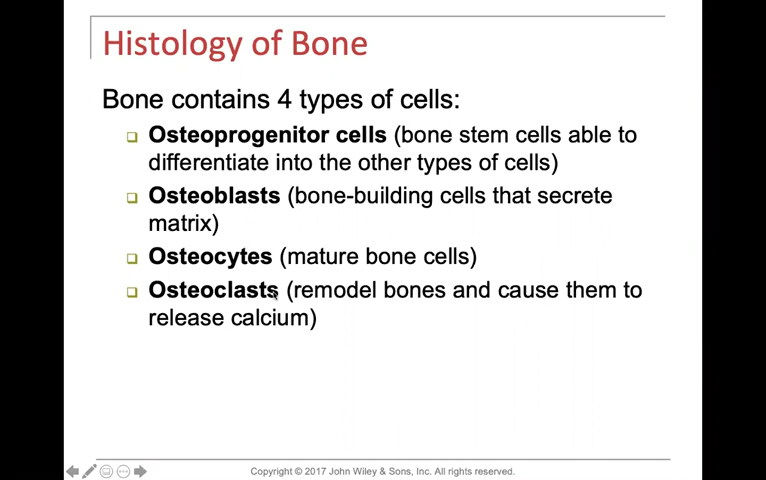 Histology of Bone
Bone contains 4 types of cells:
Osteoprogenitor cells (bone stem cells able to
differentiate into the other types of cells)
Osteoblasts (bone-building cells that secrete
matrix)
Osteocytes (mature bone cells)
Osteoclasts (remodel bones and cause them to
release calcium)
Copyright © 2017 John Wiley & Sons, Inc. All rights reserved.